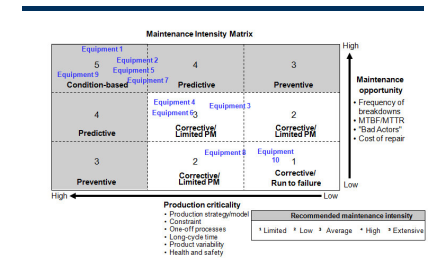 Maintenance Intensity Matrix
High
Equipment 1
Equipment 2
5
4
3
Equipment 5
Equipment 9
Equipment 7
Condition-based
Predictive
Preventive
Maintenance
opportunity
• Frequency of
breakdowns
• MTBF/MTTR
• "Bad Actors"
• Cost of repair
Equipment 4
Equipment 3
4
Equipment 6
3
2
Predictive
Corrective/
Limited PM
Corrective/
Limited PM
Equipment 8
Equipment
10
3
2
1
Preventive
Corrective/
Limited PM
Corrective/
Run to failure
Low
High
Low
Production criticality
• Production strategy/model
• Constraint
• One-off processes
• Long-cycle time
• Product variability
• Health and safety
Recommended maintenance intensity
¹ Limited ² Low ³ Average ⁴ High ⁵ Extensive